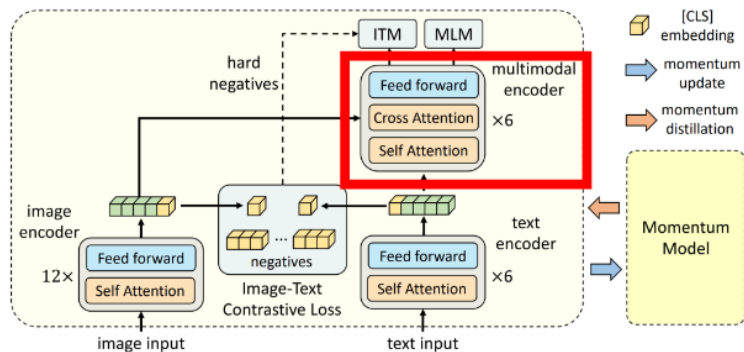 ITM
MLM
[CLS]
embedding
momentum
update
momentum
distillation
hard
negatives
multimodal
encoder
Feed forward
Cross Attention
Self Attention
×6
image
encoder
12×
Feed forward
Self Attention
negatives
...
Image-Text
Contrastive Loss
text
encoder
Feed forward
Self Attention
×6
Momentum
Model
image input
text input